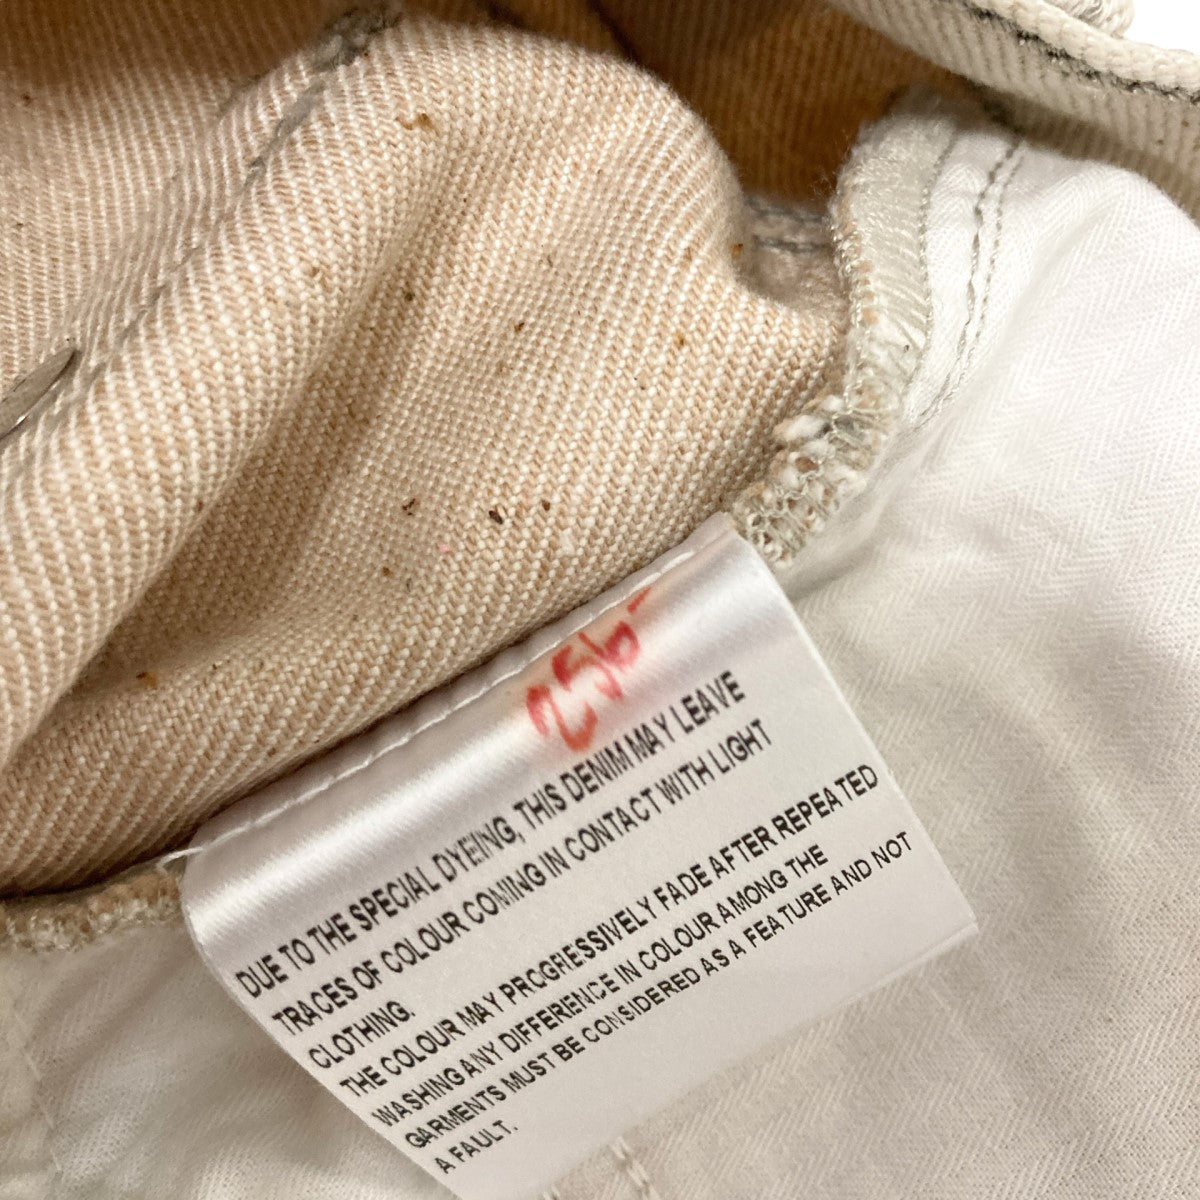 256-
DUE TO THE SPECIAL DYEING, THIS DENIM MAY LEAVE
TRACES OF COLOUR COMING IN CONTACT WITH LIGHT
CLOTHING.
THE COLOUR MAY PROGRESSIVELY FADE AFTER REPEATED
WASHING ANY DIFFERENCE IN COLOUR AMONG THE
GARMENTS MUST BE CONSIDERED AS A FEATURE AND NOT
A FAULT.